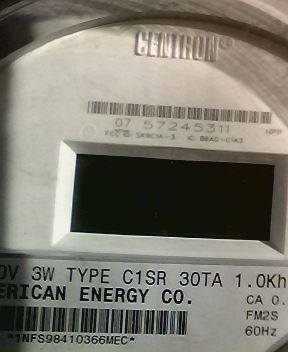 CENTRON®
07 57245311
0V 3W TYPE C1SR 30TA 1.0Kh
ERICAN ENERGY CO.
CA 0.
FM2S
60Hz
*1NFS98410366MEC*